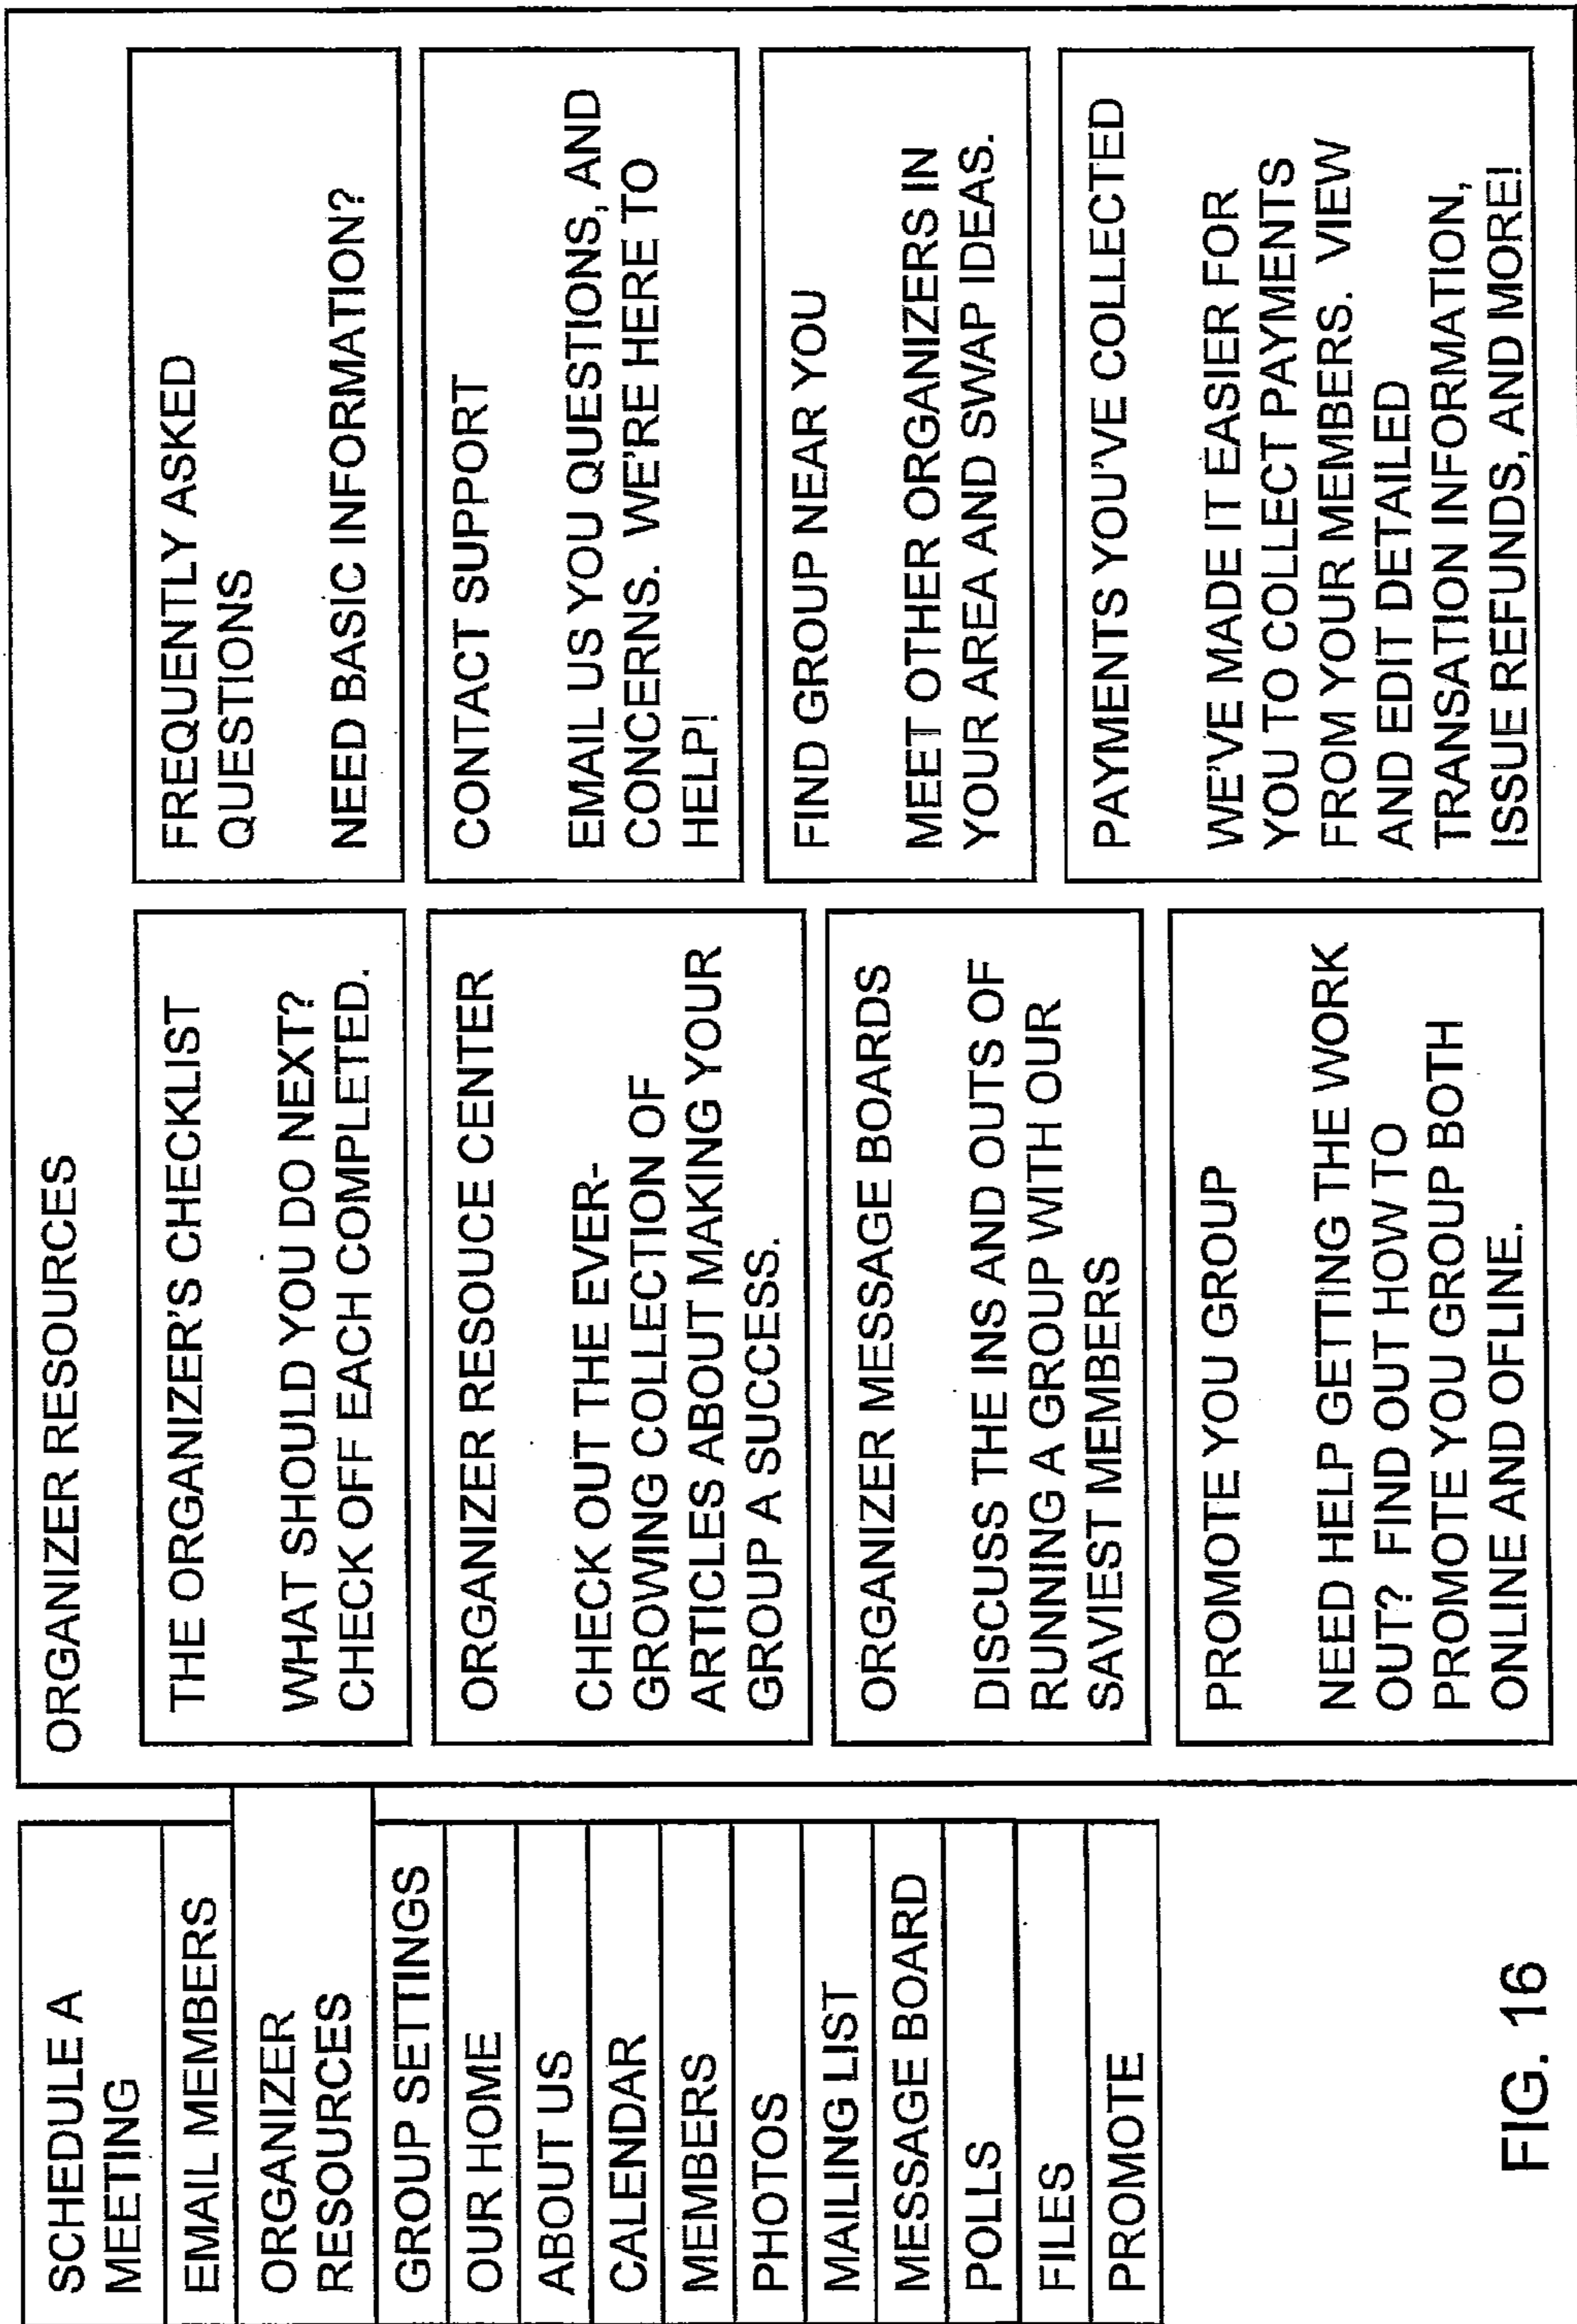 SCHEDULE A
MEETING
EMAIL MEMBERS
ORGANIZER
RESOURCES
GROUP SETTINGS
OUR HOME
ABOUT US
CALENDAR
MEMBERS
PHOTOS
MAILING LIST
MESSAGE BOARD
POLLS
FILES
PROMOTE
ORGANIZER RESOURCES
THE ORGANIZER'S CHECKLIST
WHAT SHOULD YOU DO NEXT?
CHECK OFF EACH COMPLETED.
ORGANIZER RESOUCE CENTER
CHECK OUT THE EVER-
GROWING COLLECTION OF
ARTICLES ABOUT MAKING YOUR
GROUP A SUCCESS.
ORGANIZER MESSAGE BOARDS
DISCUSS THE INS AND OUTS OF
RUNNING A GROUP WITH OUR
SAVIEST MEMBERS
PROMOTE YOU GROUP
NEED HELP GETTING THE WORK
OUT? FIND OUT HOW TO
PROMOTE YOU GROUP BOTH
ONLINE AND OFLINE.
FREQUENTLY ASKED
QUESTIONS
NEED BASIC INFORMATION?
CONTACT SUPPORT
EMAIL US YOU QUESTIONS, AND
CONCERNS. WE'RE HERE TO
HELP!
FIND GROUP NEAR YOU
MEET OTHER ORGANIZERS IN
YOUR AREA AND SWAP IDEAS.
PAYMENTS YOU'VE COLLECTED
WE'VE MADE IT EASIER FOR
YOU TO COLLECT PAYMENTS
FROM YOUR MEMBERS. VIEW
AND EDIT DETAILED
TRANSATION INFORMATION,
ISSUE REFUNDS, AND MORE!
FIG. 16